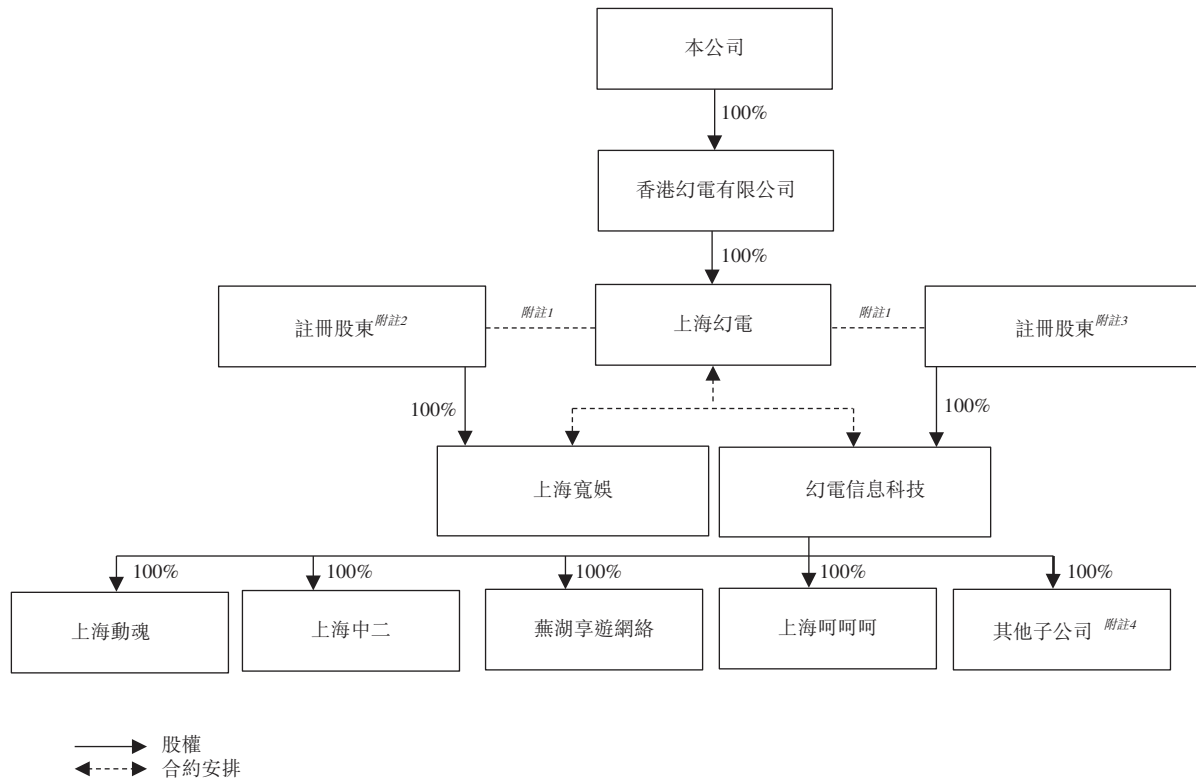 本公司
100%
香港幻電有限公司
100%
註冊股東附註2
附註1
上海幻電
附註1
註冊股東附註3
100%
100%
上海寬娛
幻電信息科技
100%
100%
100%
100%
100%
上海動魂
上海中二
蕪湖享遊網絡
上海呵呵呵
其他子公司 附註4
股權
合約安排